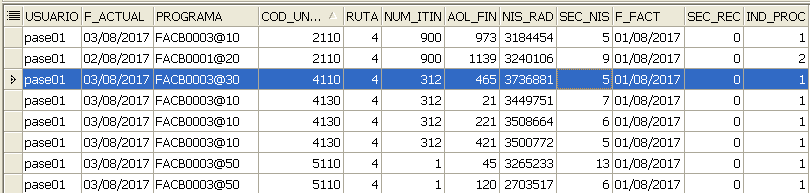 USUARIO F_ACTUAL PROGRAMA COD_UN... RUTA NUM_ITIN AOL_FIN NIS_RAD SEC_NIS F_FACT SEC_REC IND_PROC
pase01 03/08/2017 FACB0003@10 2110 4 900 973 3184454 5 01/08/2017 0 1
pase01 02/08/2017 FACB0001@20 2110 4 900 1139 3240106 9 01/08/2017 0 2
pase01 03/08/2017 FACB0003@30 4110 4 312 465 3736881 5 01/08/2017 0 1
pase01 03/08/2017 FACB0003@10 4130 4 312 21 3449751 7 01/08/2017 0 1
pase01 03/08/2017 FACB0003@10 4130 4 312 221 3508664 6 01/08/2017 0 1
pase01 03/08/2017 FACB0003@10 4130 4 312 421 3500772 5 01/08/2017 0 1
pase01 03/08/2017 FACB0003@50 5110 4 1 45 3265233 13 01/08/2017 0 1
pase01 03/08/2017 FACB0003@50 5110 4 1 120 2703517 6 01/08/2017 0 1